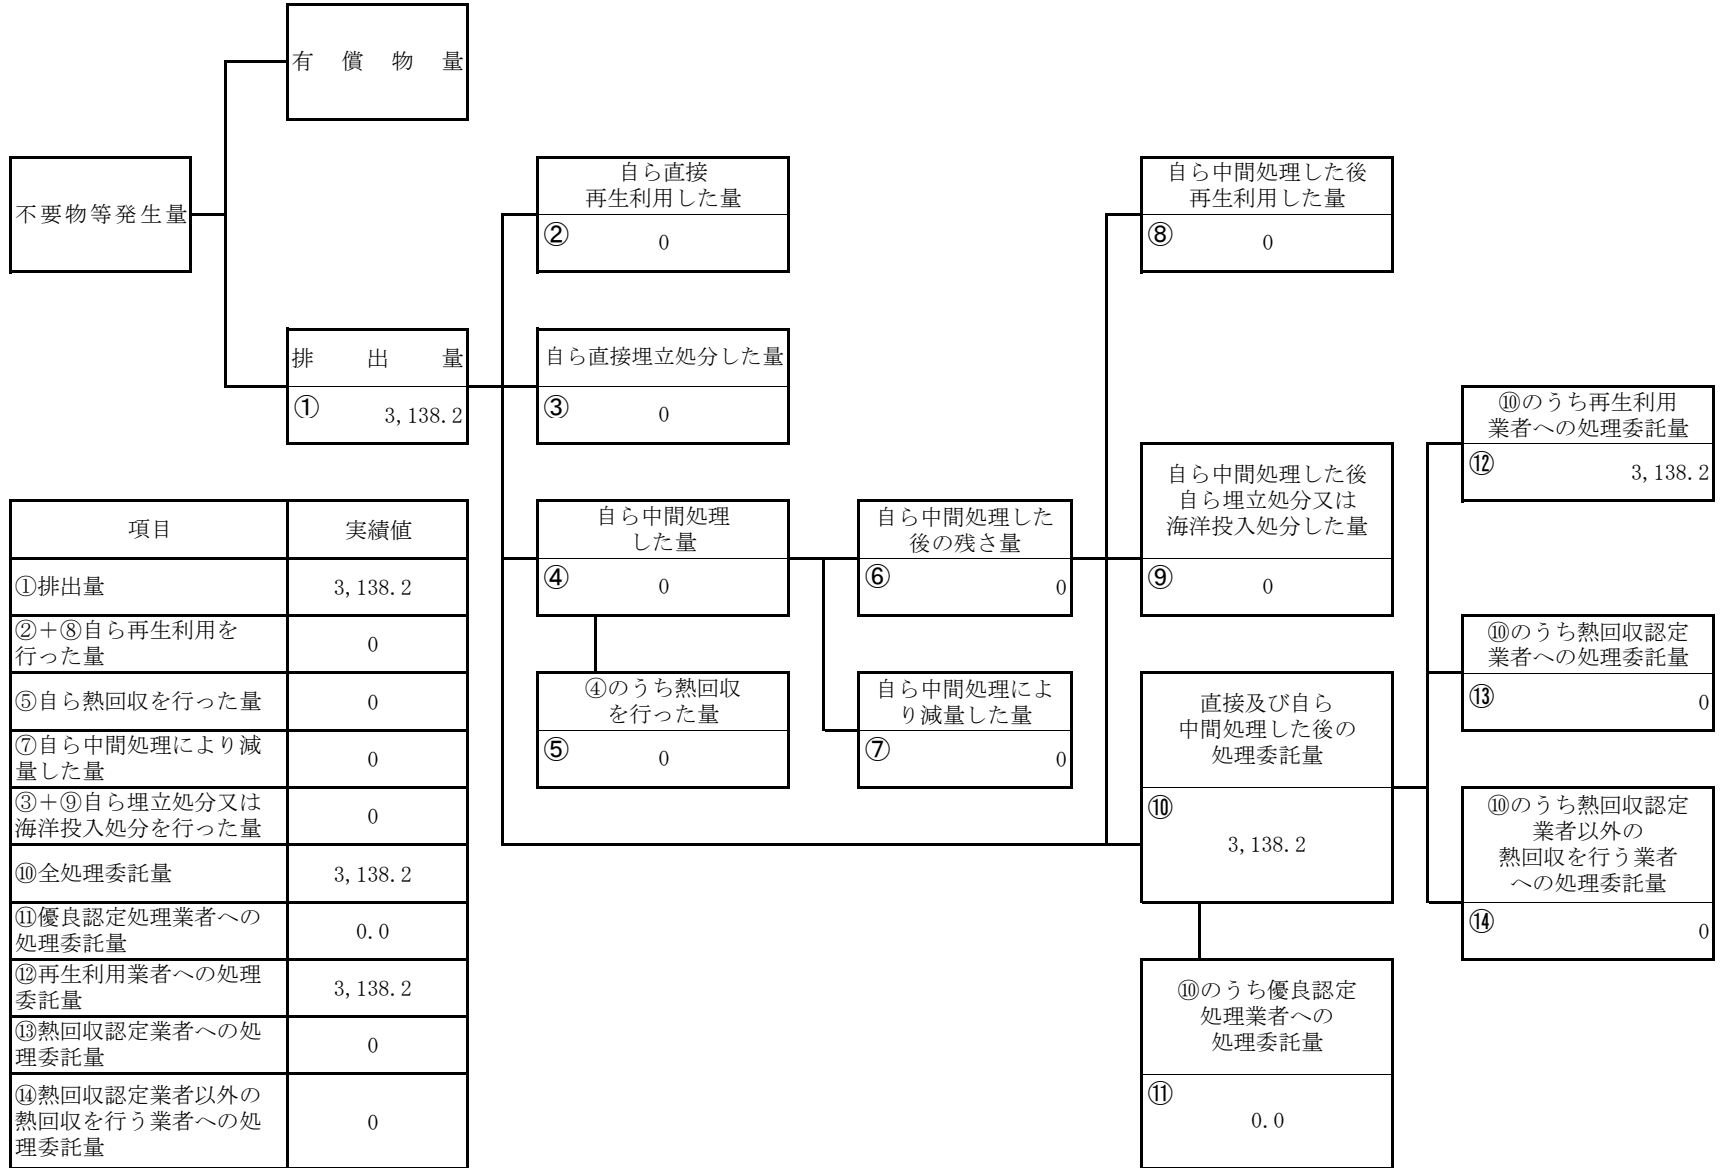 有償物量
不要物等発生量
排出量
① 3,138.2
自ら直接
再生利用した量
② 0
自ら直接埋立処分した量
③ 0
自ら中間処理
した量
④ 0
④のうち熱回収
を行った量
⑤ 0
自ら中間処理した
後の残さ量
⑥ 0
自ら中間処理によ
り減量した量
⑦ 0
自ら中間処理した後
再生利用した量
⑧ 0
自ら中間処理した後
自ら埋立処分又は
海洋投入処分した量
⑨ 0
直接及び自ら
中間処理した後の
処理委託量
⑩
3,138.2
⑩のうち優良認定
処理業者への
処理委託量
⑪
0.0
⑩のうち再生利用
業者への処理委託量
⑫ 3,138.2
⑩のうち熱回収認定
業者への処理委託量
⑬ 0
⑩のうち熱回収認定
業者以外の
熱回収を行う業者
への処理委託量
⑭ 0
項目 実績値
①排出量 3,138.2
②＋⑧自ら再生利用を
行った量 0
⑤自ら熱回収を行った量 0
⑦自ら中間処理により減
量した量 0
③＋⑨自ら埋立処分又は
海洋投入処分を行った量 0
⑩全処理委託量 3,138.2
⑪優良認定処理業者への
処理委託量 0.0
⑫再生利用業者への処理
委託量 3,138.2
⑬熱回収認定業者への処
理委託量 0
⑭熱回収認定業者以外の
熱回収を行う業者への処
理委託量 0